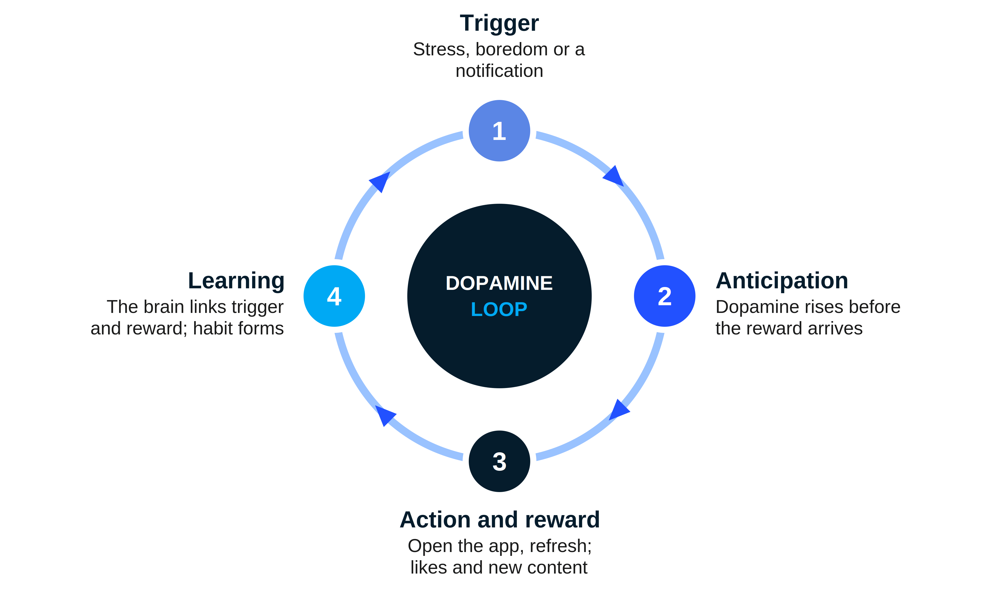 Trigger
Stress, boredom or a
notification
1
DOPAMINE
LOOP
2
Anticipation
Dopamine rises before
the reward arrives
3
Action and reward
Open the app, refresh;
likes and new content
4
Learning
The brain links trigger
and reward; habit forms